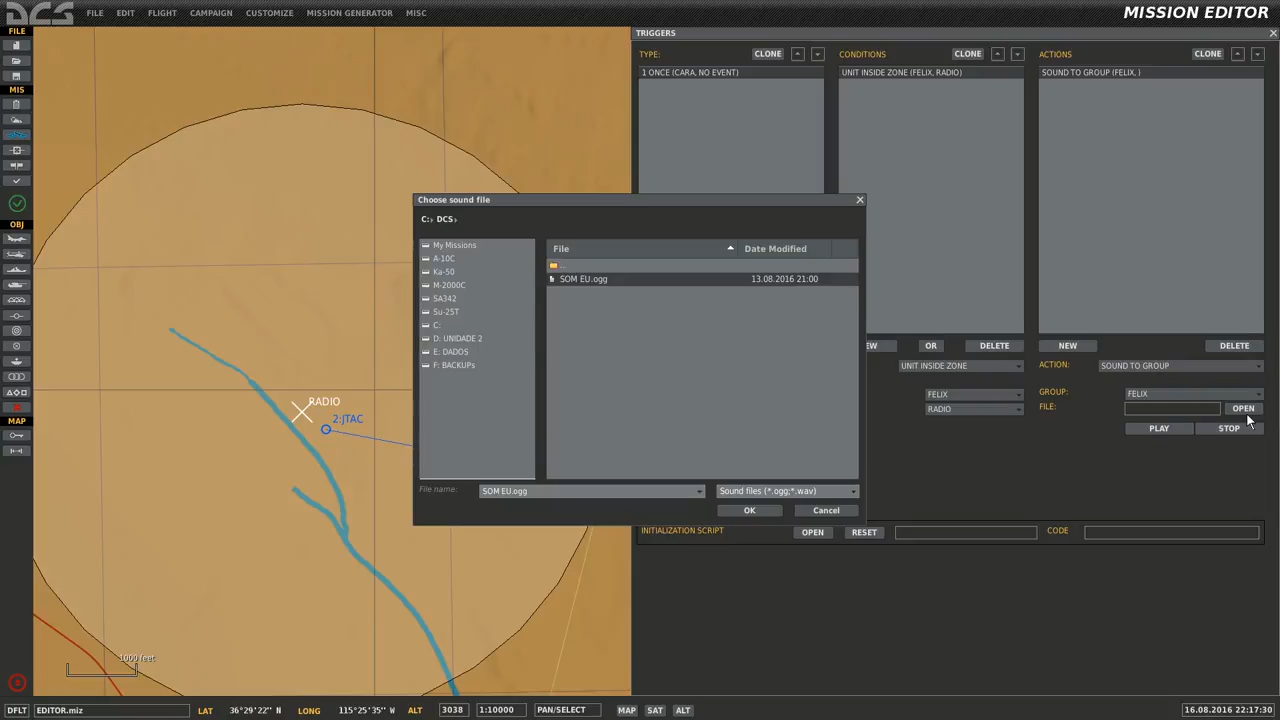 DCS FILE EDIT FLIGHT CAMPAIGN CUSTOMIZE MISSION GENERATOR MISC MISSION EDITOR
FILE
MIS
OBJ
MAP
TRIGGERS
TYPE: CLONE CONDITIONS CLONE ACTIONS CLONE
1 ONCE (CARA, NO EVENT) UNIT INSIDE ZONE (FELIX, RADIO) SOUND TO GROUP (FELIX, )
Choose sound file
C:› DCS›
My Missions
A-10C
Ka-50
M-2000C
SA342
Su-25T
C:
D: UNIDADE 2
E: DADOS
F: BACKUPs
File Date Modified
..
SOM EU.ogg 13.08.2016 21:00
File name: SOM EU.ogg Sound files (*.ogg;*.wav)
OK Cancel
EW OR DELETE NEW DELETE
UNIT INSIDE ZONE ACTION: SOUND TO GROUP
FELIX GROUP: FELIX
RADIO FILE: OPEN
PLAY STOP
INITIALIZATION SCRIPT OPEN RESET CODE
RADIO
2:JTAC
1000 feet
DFLT EDITOR.miz LAT 36°29'22" N LONG 115°25'35" W ALT 3038 1:10000 PAN/SELECT MAP SAT ALT 16.08.2016 22:17:30